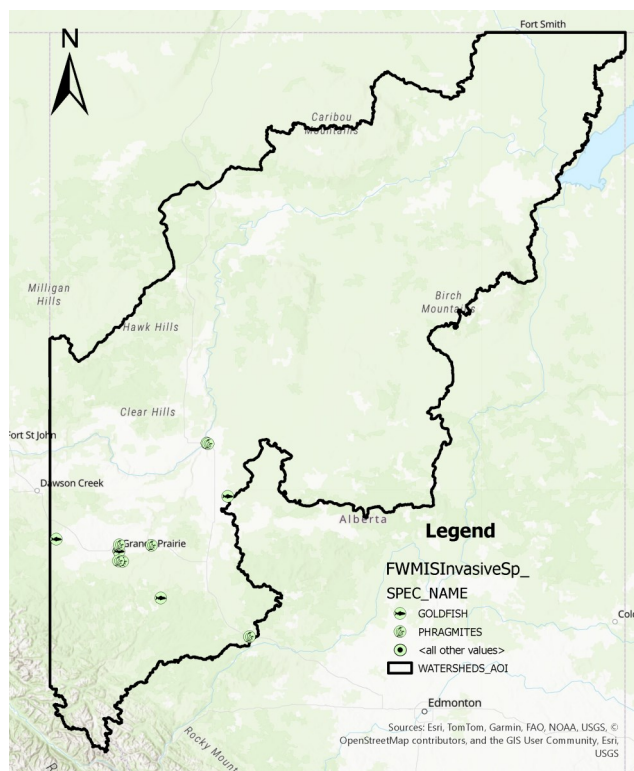 Fort Smith
N
Caribou
Mountains
Milligan
Hills
Birch
Mountains
Hawk Hills
Clear Hills
Fort St John
Dawson Creek
Alberta
Grande Prairie
Legend
FWMISInvasiveSp_
SPEC_NAME
GOLDFISH
PHRAGMITES
<all other values>
WATERSHEDS_AOI
Edmonton
Rocky Mount
Sources: Esri, TomTom, Garmin, FAO, NOAA, USGS, ©
OpenStreetMap contributors, and the GIS User Community, Esri,
USGS